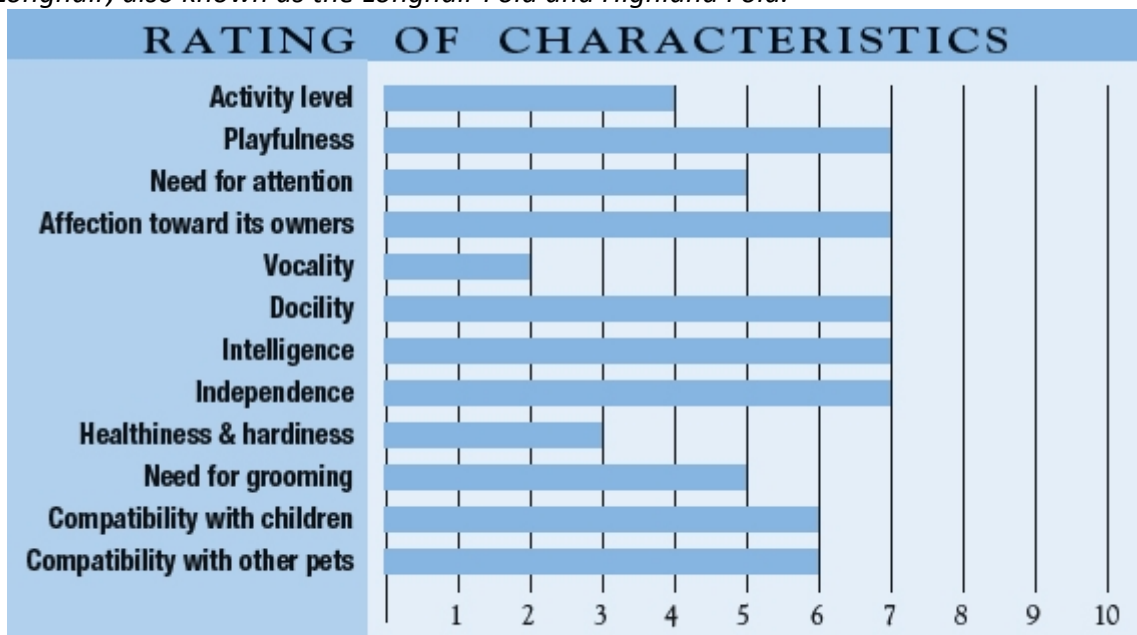 Longhair, also known as the Longhair Fold and Highland Fold.
RATING OF CHARACTERISTICS
Activity level
Playfulness
Need for attention
Affection toward its owners
Vocality
Docility
Intelligence
Independence
Healthiness & hardiness
Need for grooming
Compatibility with children
Compatibility with other pets
1 2 3 4 5 6 7 8 9 10